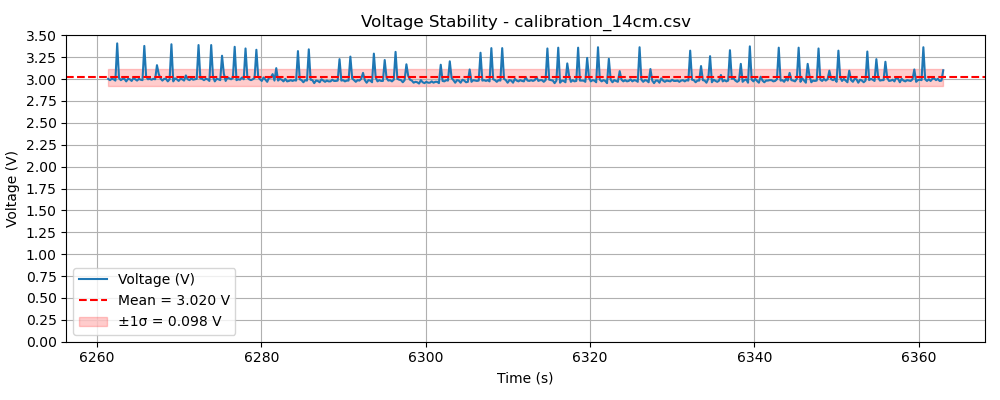 Voltage Stability - calibration_14cm.csv
Voltage (V)
3.50
3.25
3.00
2.75
2.50
2.25
2.00
1.75
1.50
1.25
1.00
0.75
0.50
0.25
0.00
Voltage (V)
Mean = 3.020 V
±1σ = 0.098 V
6260 6280 6300 6320 6340 6360
Time (s)